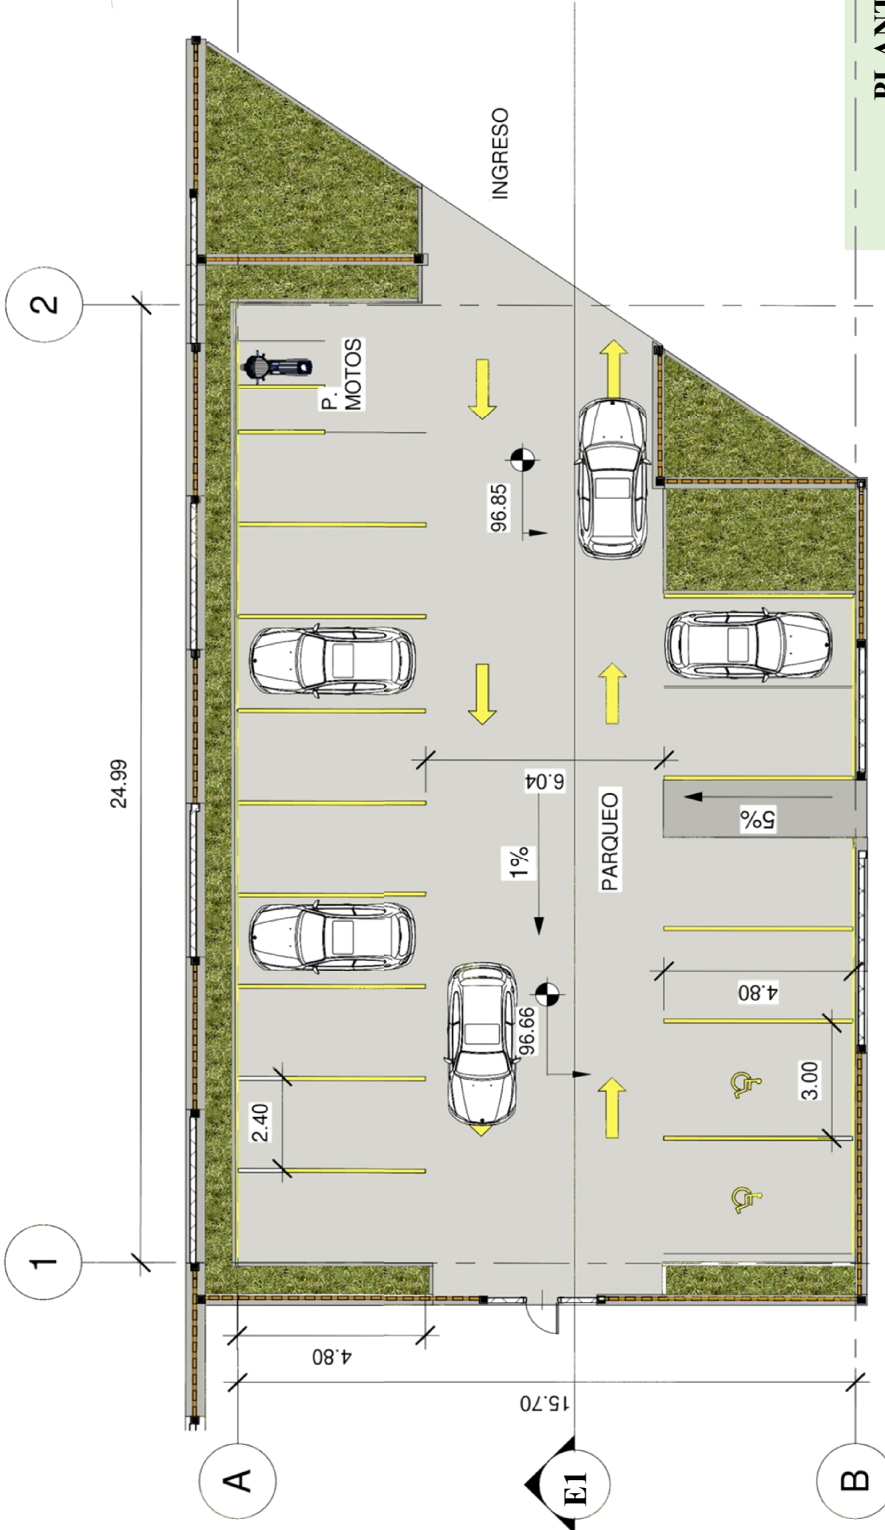 2
1
24.99
INGRESO
P.
MOTOS
96.85
6.04
1%
PARQUEO
5%
96.66
2.40
4.80
3.00
4.80
15.70
A
E1
B